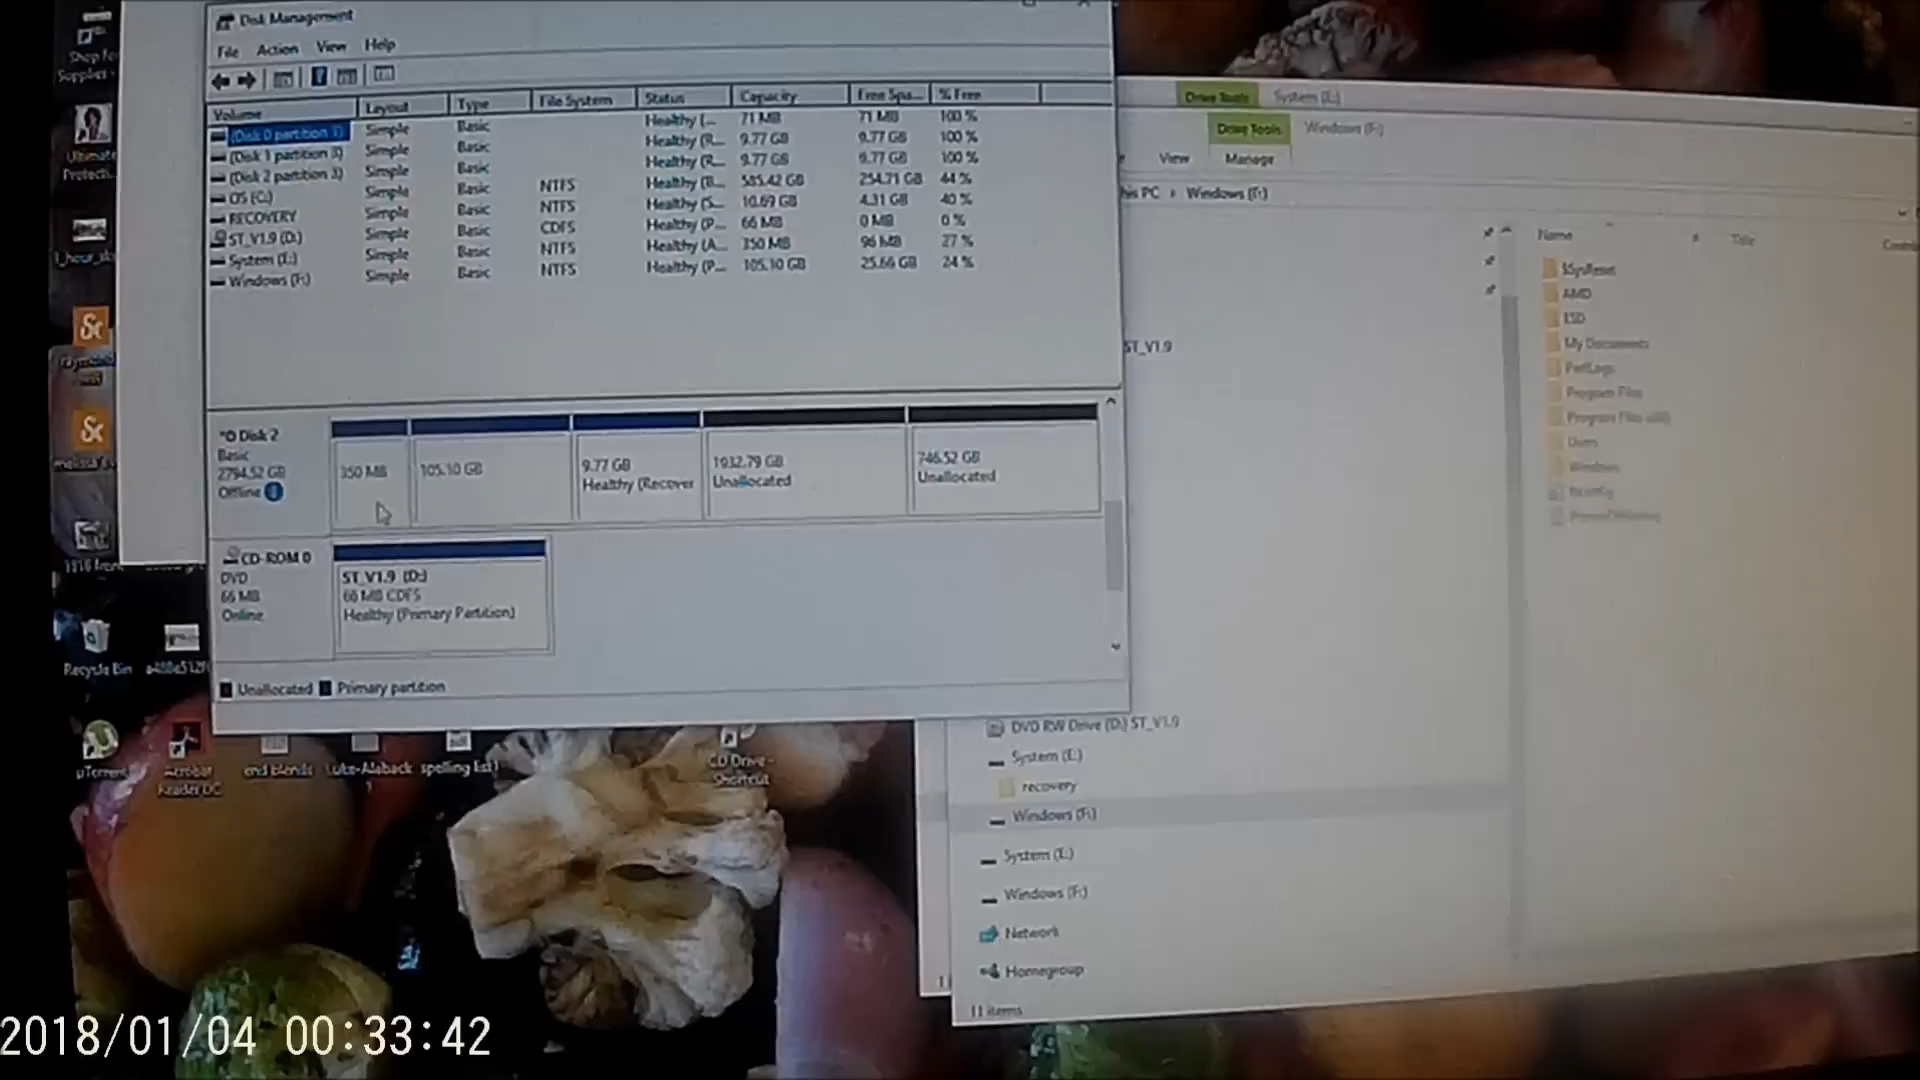 Disk Management
File Action View Help
Volume Layout Type File System Status Capacity Free Spa... % Free
(Disk 0 partition 1) Simple Basic Healthy (... 71 MB 71 MB 100 %
(Disk 1 partition 3) Simple Basic Healthy (R... 9.77 GB 9.77 GB 100 %
(Disk 2 partition 3) Simple Basic Healthy (R... 9.77 GB 9.77 GB 100 %
OS (C:) Simple Basic NTFS Healthy (B... 585.42 GB 254.71 GB 44 %
RECOVERY Simple Basic NTFS Healthy (S... 10.69 GB 4.31 GB 40 %
ST_V1.9 (D:) Simple Basic CDFS Healthy (P... 66 MB 0 MB 0 %
System (E:) Simple Basic NTFS Healthy (A... 350 MB 96 MB 27 %
Windows (F:) Simple Basic NTFS Healthy (P... 105.10 GB 25.66 GB 24 %
Disk 2
Basic
2794.52 GB
Offline
350 MB
105.10 GB
9.77 GB
Healthy (Recover
1932.79 GB
Unallocated
746.52 GB
Unallocated
CD-ROM 0
DVD
66 MB
Online
ST_V1.9 (D:)
66 MB CDFS
Healthy (Primary Partition)
Unallocated Primary partition
Drive Tools System (E:)
Drive Tools Windows (F:)
View Manage
his PC › Windows (F:)
Name Title
$SysReset
AMD
ESD
My Documents
PerfLogs
Program Files
Program Files (x86)
Users
Windows
ST_V1.9
DVD RW Drive (D:) ST_V1.9
System (E:)
recovery
Windows (F:)
System (E:)
Windows (F:)
Network
Homegroup
11 items
Shop for
Supplies -
Ultimate
Protecti...
Recycle Bin
µTorrent
Acrobat
Reader DC
end blends
Luke-Aleback
1
spelling list1
CD Drive -
Shortcut
2018/01/04 00:33:42